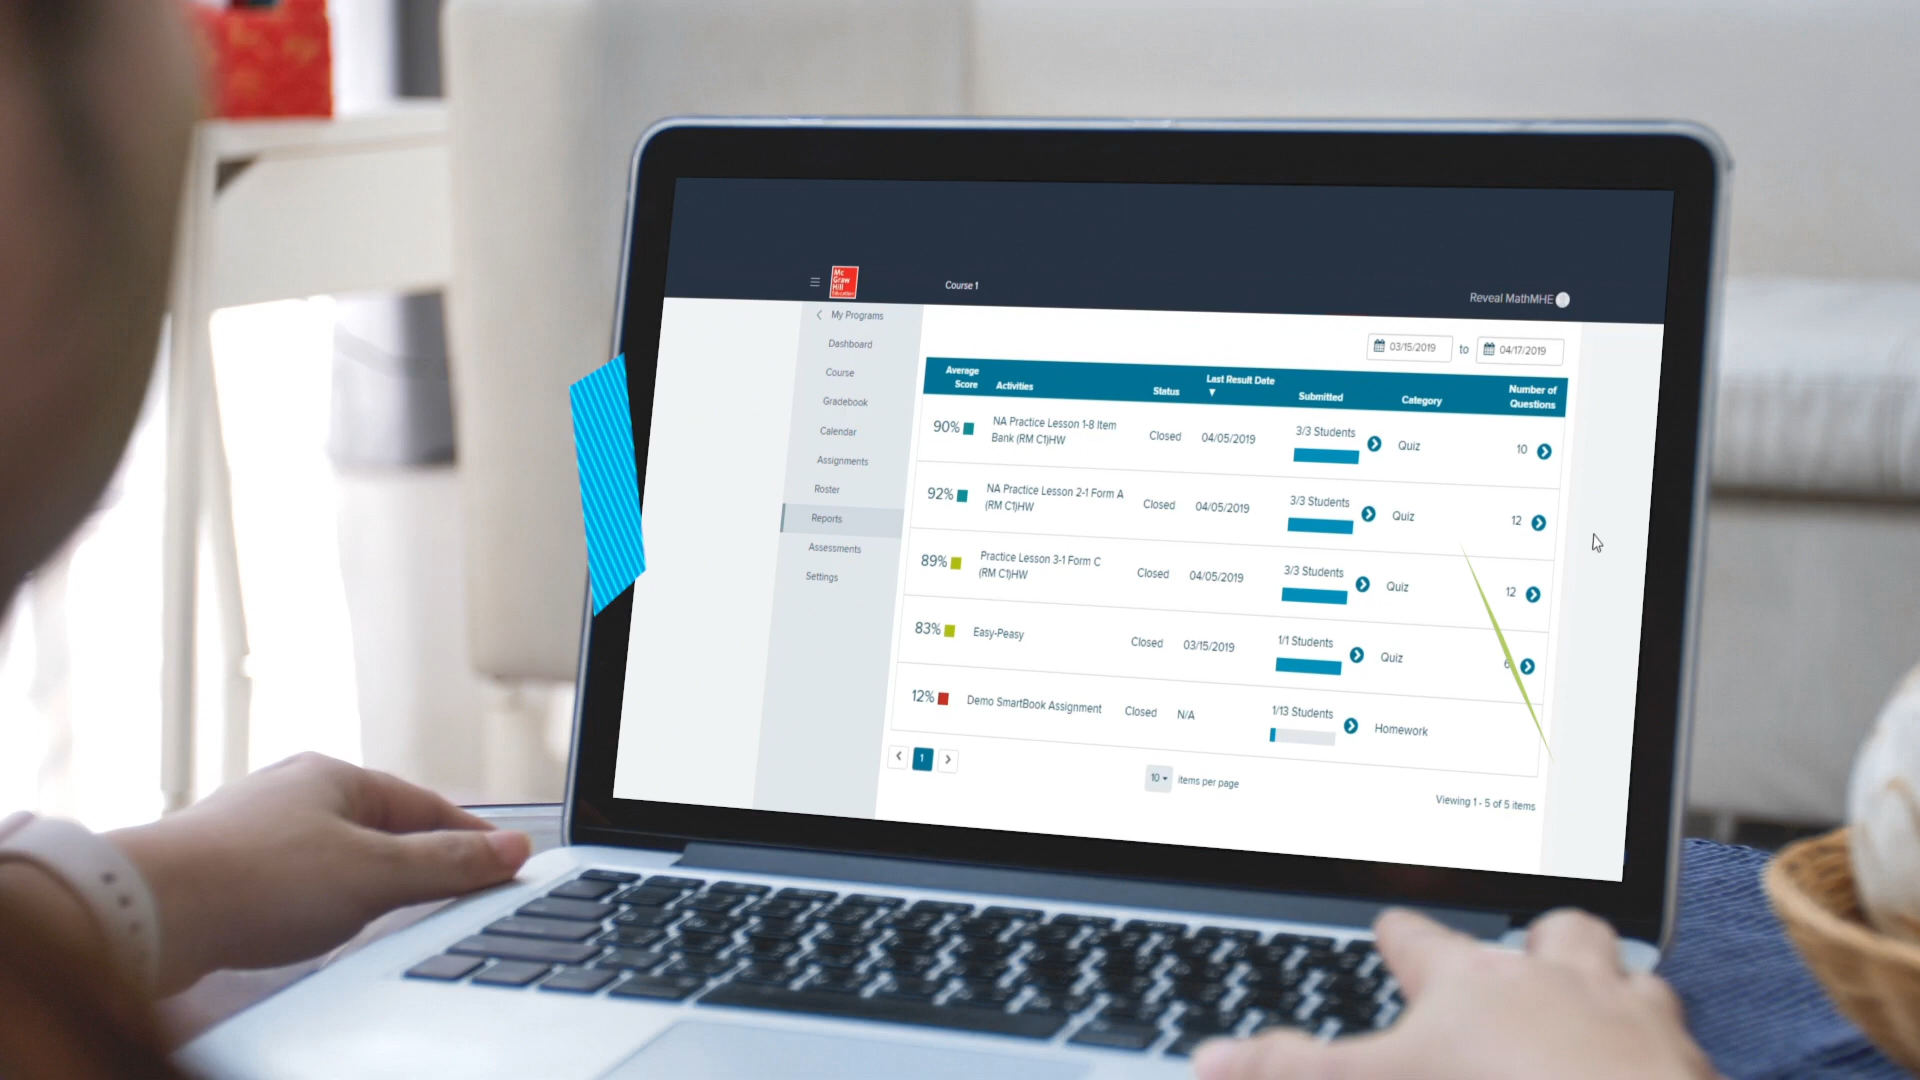 Mc
Graw
Hill
Education
Course 1
Reveal MathMHE
My Programs
Dashboard
Course
Gradebook
Calendar
Assignments
Roster
Reports
Assessments
Settings
03/15/2019 to 04/17/2019
Average Score Activities Status Last Result Date ▼ Submitted Category Number of Questions
90% NA Practice Lesson 1-8 Item Closed 04/05/2019 3/3 Students Quiz 10
Bank (RM C1)HW
92% NA Practice Lesson 2-1 Form A Closed 04/05/2019 3/3 Students Quiz 12
(RM C1)HW
89% Practice Lesson 3-1 Form C Closed 04/05/2019 3/3 Students Quiz 12
(RM C1)HW
83% Easy-Peasy Closed 03/15/2019 1/1 Students Quiz 6
12% Demo SmartBook Assignment Closed N/A 1/13 Students Homework
1
10 items per page
Viewing 1 - 5 of 5 items